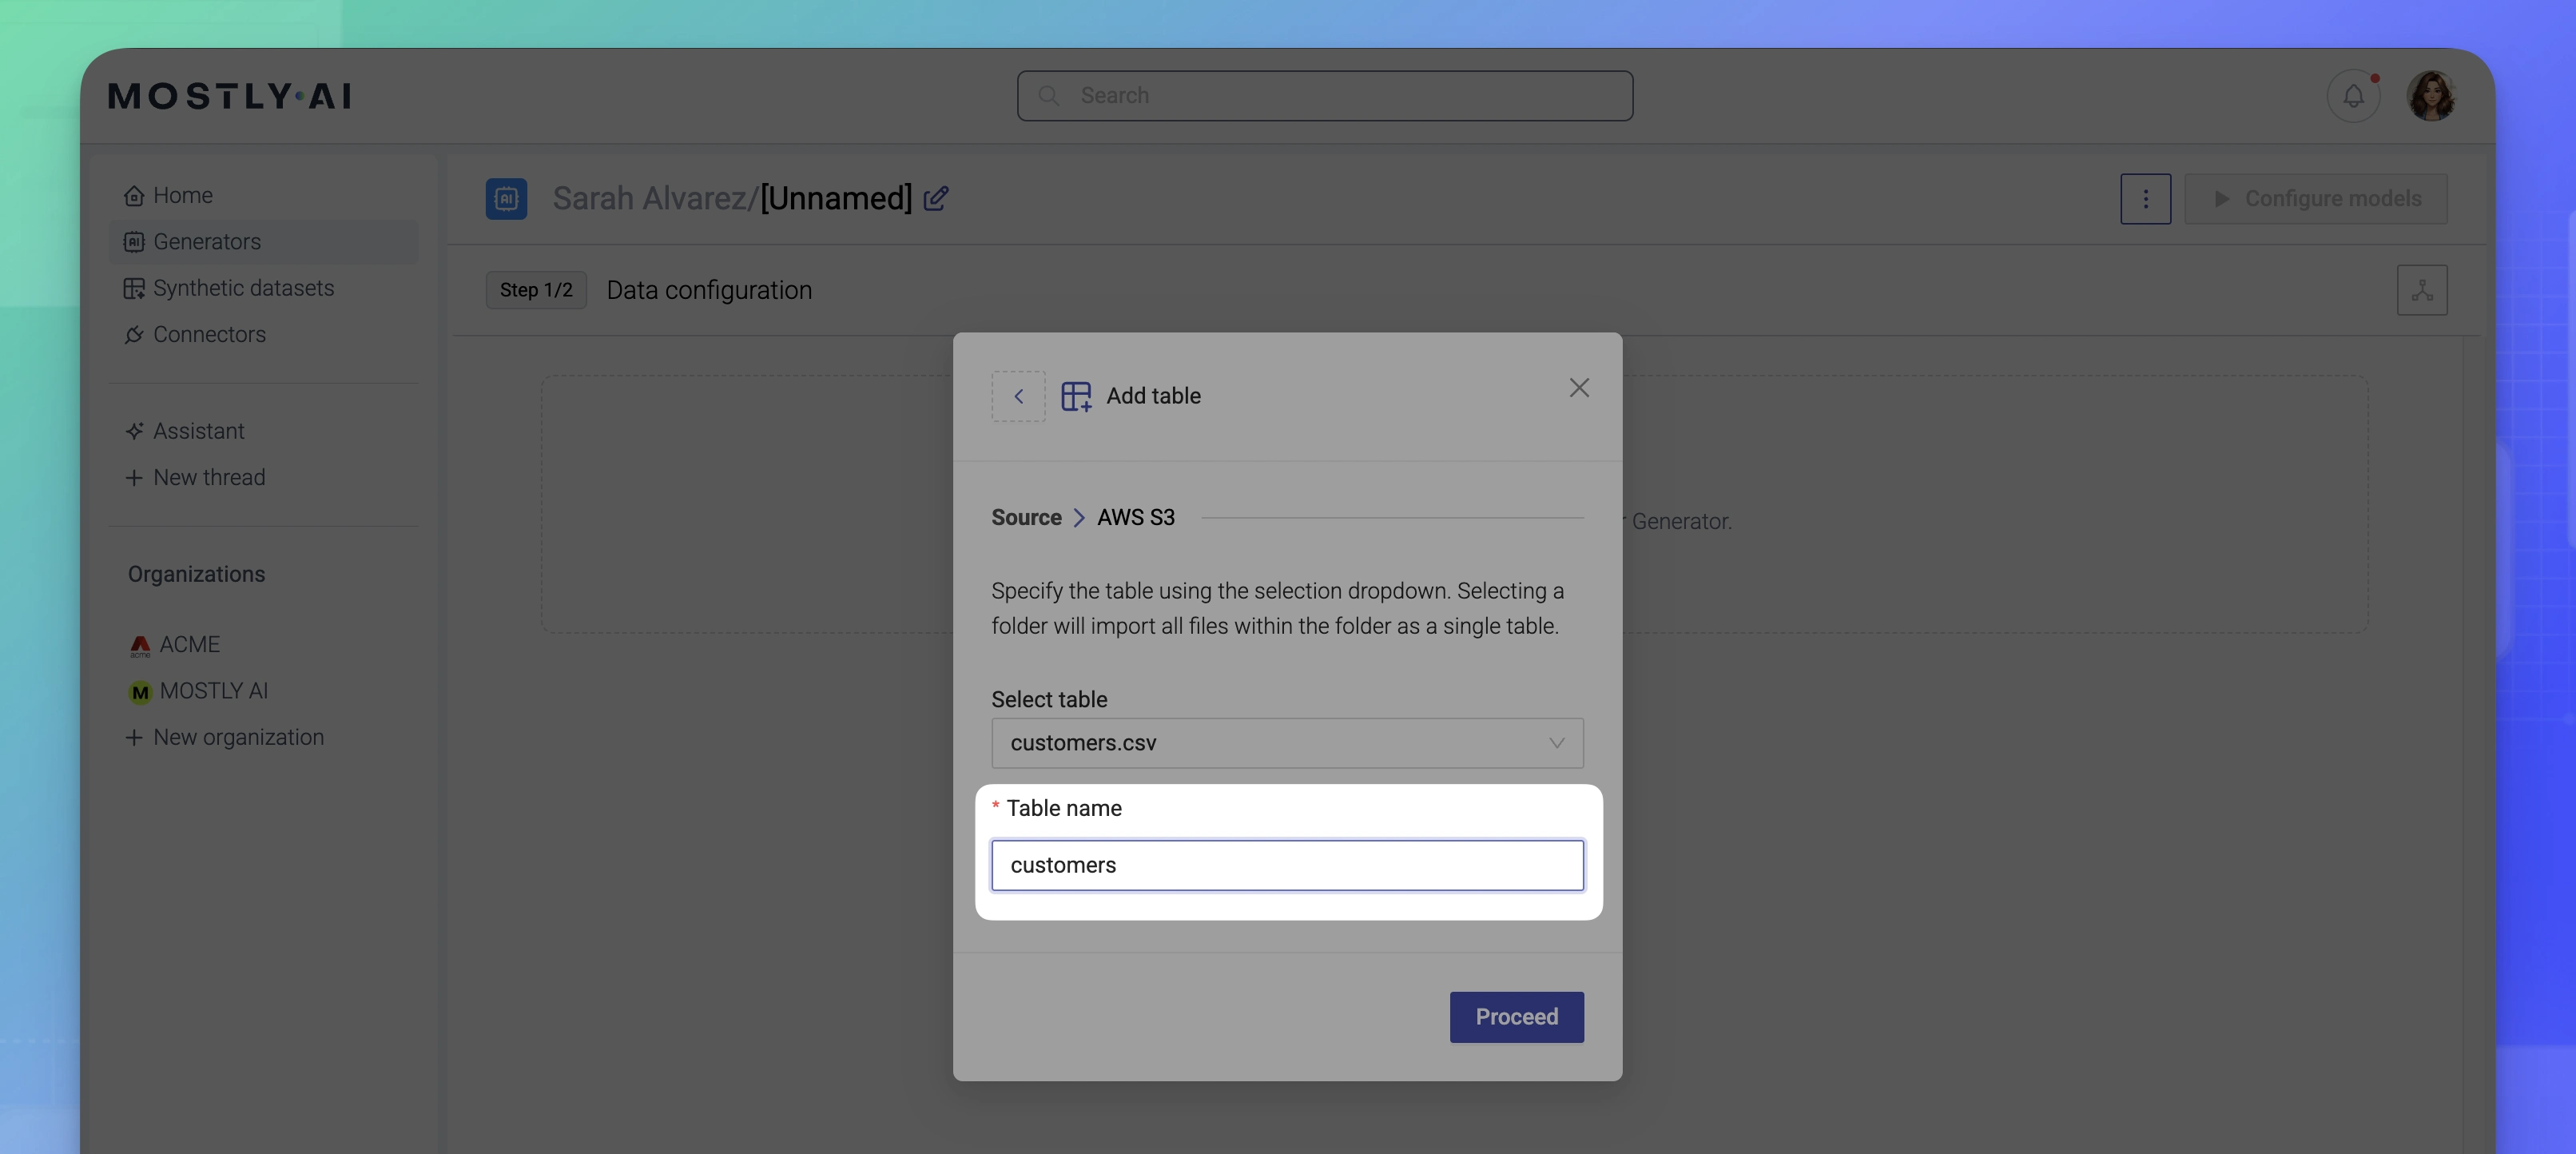 MOSTLY·AI
Search
Home
Generators
Synthetic datasets
Connectors
Assistant
New thread
Organizations
acme ACME
M MOSTLY AI
New organization
AI Sarah Alvarez/[Unnamed]
Configure models
Step 1/2 Data configuration
Generator.
Add table
Source > AWS S3
Specify the table using the selection dropdown. Selecting a
folder will import all files within the folder as a single table.
Select table
customers.csv
* Table name
customers
Proceed